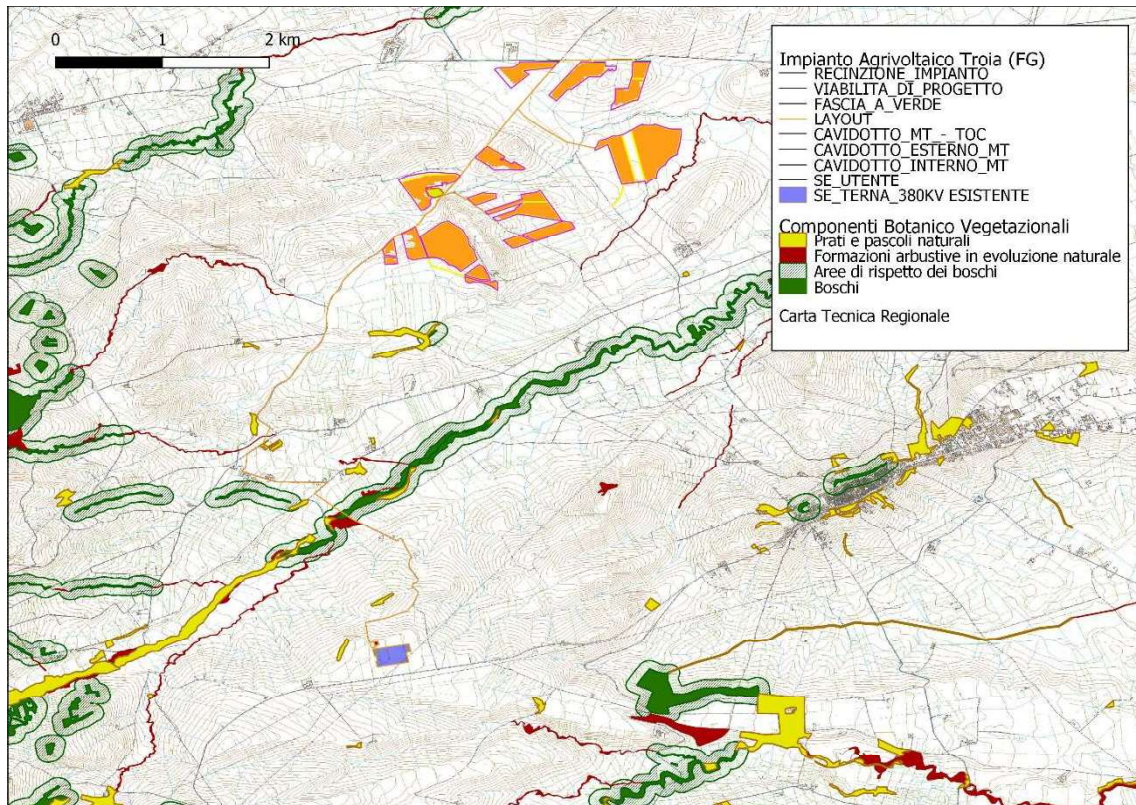 0 1 2 km
Impianto Agrivoltaico Troia (FG)
RECINZIONE_IMPIANTO
VIABILITA_DI_PROGETTO
FASCIA_A_VERDE
LAYOUT
CAVIDOTTO_MT_-_TOC
CAVIDOTTO_ESTERNO_MT
CAVIDOTTO_INTERNO_MT
SE_UTENTE
SE_TERNA_380KV ESISTENTE
Componenti Botanico Vegetazionali
Prati e pascoli naturali
Formazioni arbustive in evoluzione naturale
Aree di rispetto dei boschi
Boschi
Carta Tecnica Regionale